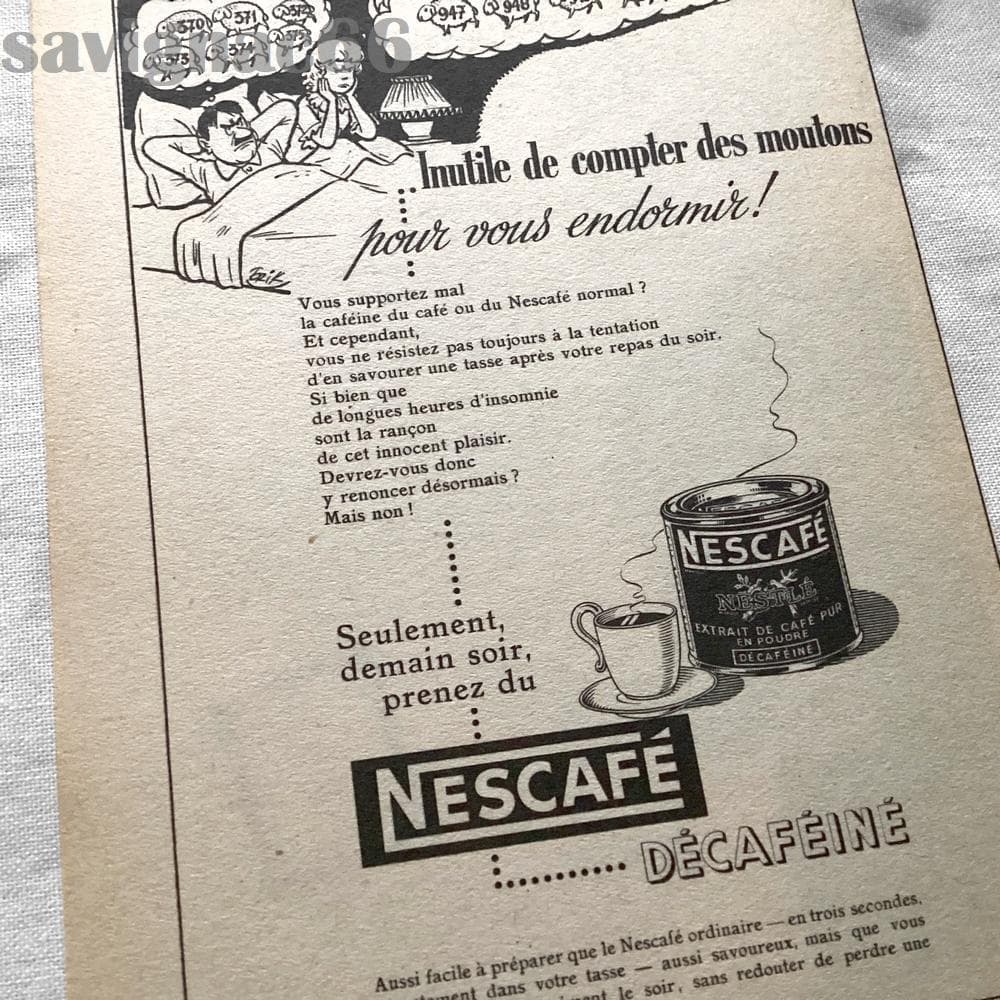 savignac66
370 371 372
373 374 375
947 948
Inutile de compter des moutons
pour vous endormir !
Erik
Vous supportez mal
la caféine du café ou du Nescafé normal ?
Et cependant,
vous ne résistez pas toujours à la tentation
d'en savourer une tasse après votre repas du soir.
Si bien que
de longues heures d'insomnie
sont la rançon
de cet innocent plaisir.
Devrez-vous donc
y renoncer désormais ?
Mais non !
NESCAFÉ
NESTLÉ
EXTRAIT DE CAFÉ PUR
EN POUDRE
DÉCAFÉINÉ
Seulement,
demain soir,
prenez du
NESCAFÉ
DÉCAFÉINÉ
Aussi facile à préparer que le Nescafé ordinaire — en trois secondes,
dans votre tasse — aussi savoureux, mais que vous
le soir, sans redouter de perdre une